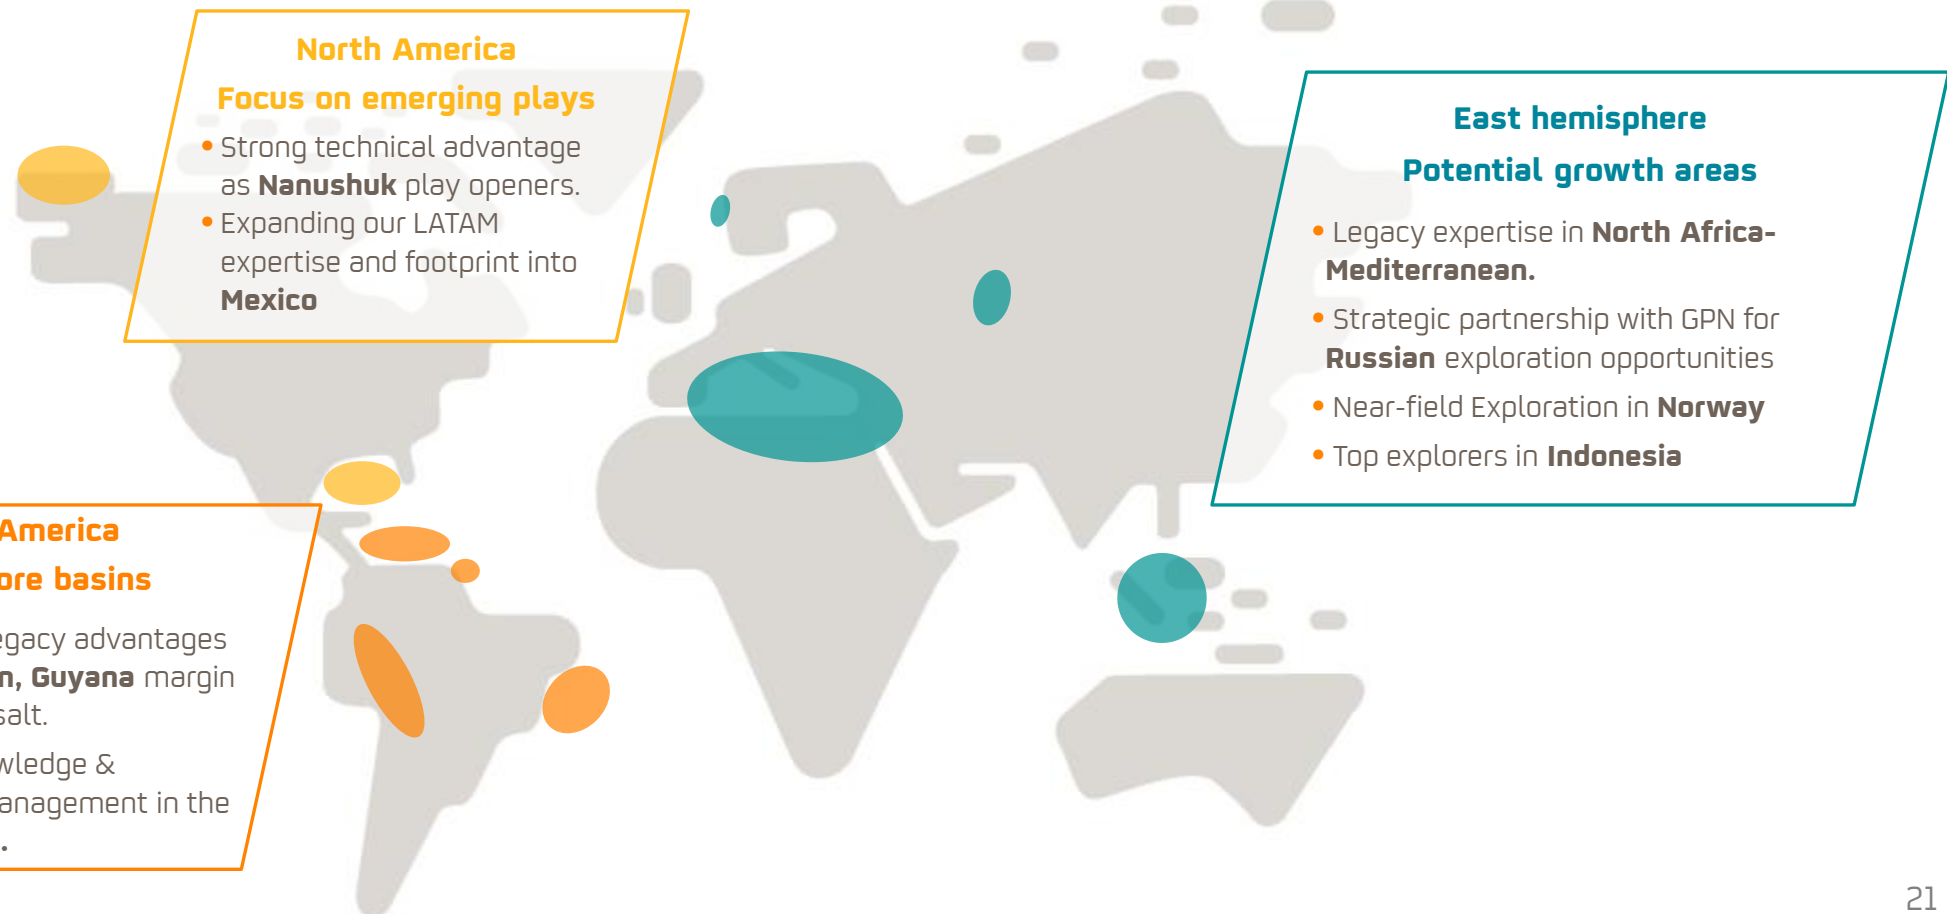 North America
Focus on emerging plays
• Strong technical advantage
as Nanushuk play openers.
• Expanding our LATAM
expertise and footprint into
Mexico
East hemisphere
Potential growth areas
• Legacy expertise in North Africa-
Mediterranean.
• Strategic partnership with GPN for
Russian exploration opportunities
• Near-field Exploration in Norway
• Top explorers in Indonesia
America
ore basins
egacy advantages
n, Guyana margin
salt.
wledge &
anagement in the
.
21